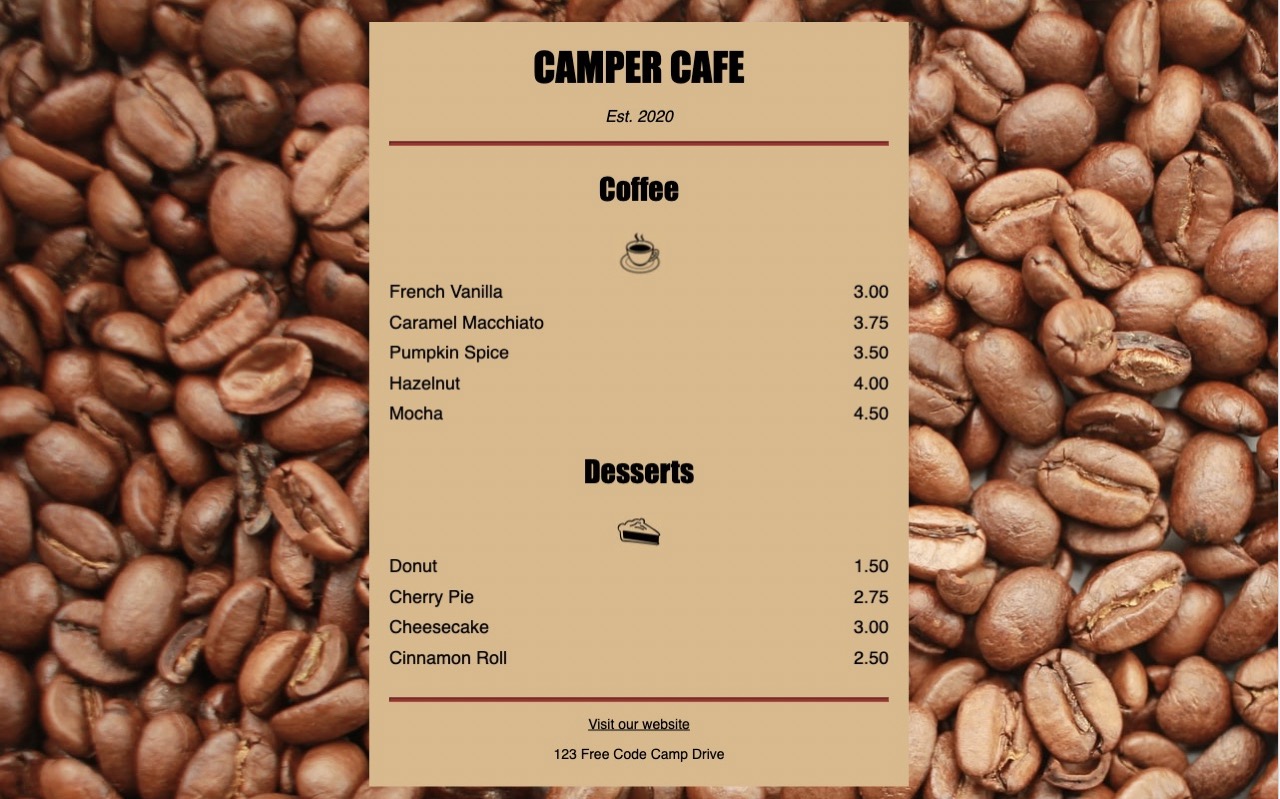 CAMPER CAFE
Est. 2020
Coffee
French Vanilla 3.00
Caramel Macchiato 3.75
Pumpkin Spice 3.50
Hazelnut 4.00
Mocha 4.50
Desserts
Donut 1.50
Cherry Pie 2.75
Cheesecake 3.00
Cinnamon Roll 2.50
Visit our website
123 Free Code Camp Drive